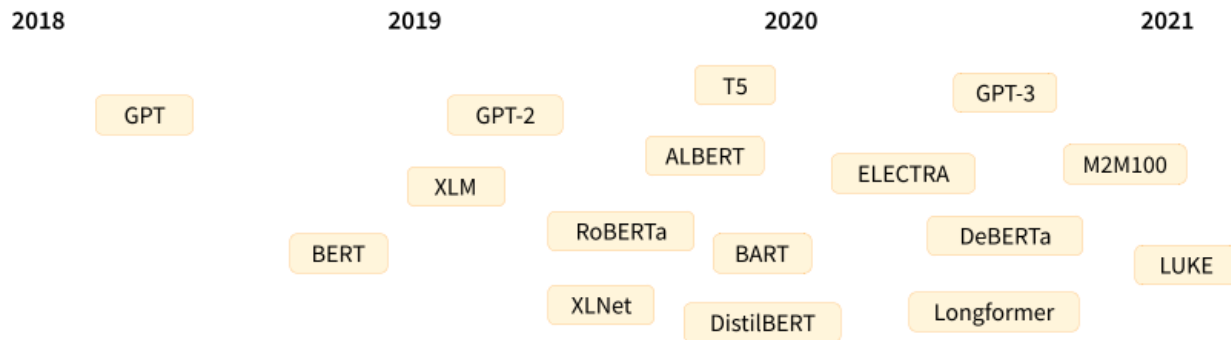 2018 2019 2020 2021
T5
GPT GPT-2 GPT-3
ALBERT
XLM ELECTRA M2M100
RoBERTa DeBERTa
BERT BART LUKE
XLNet DistilBERT Longformer